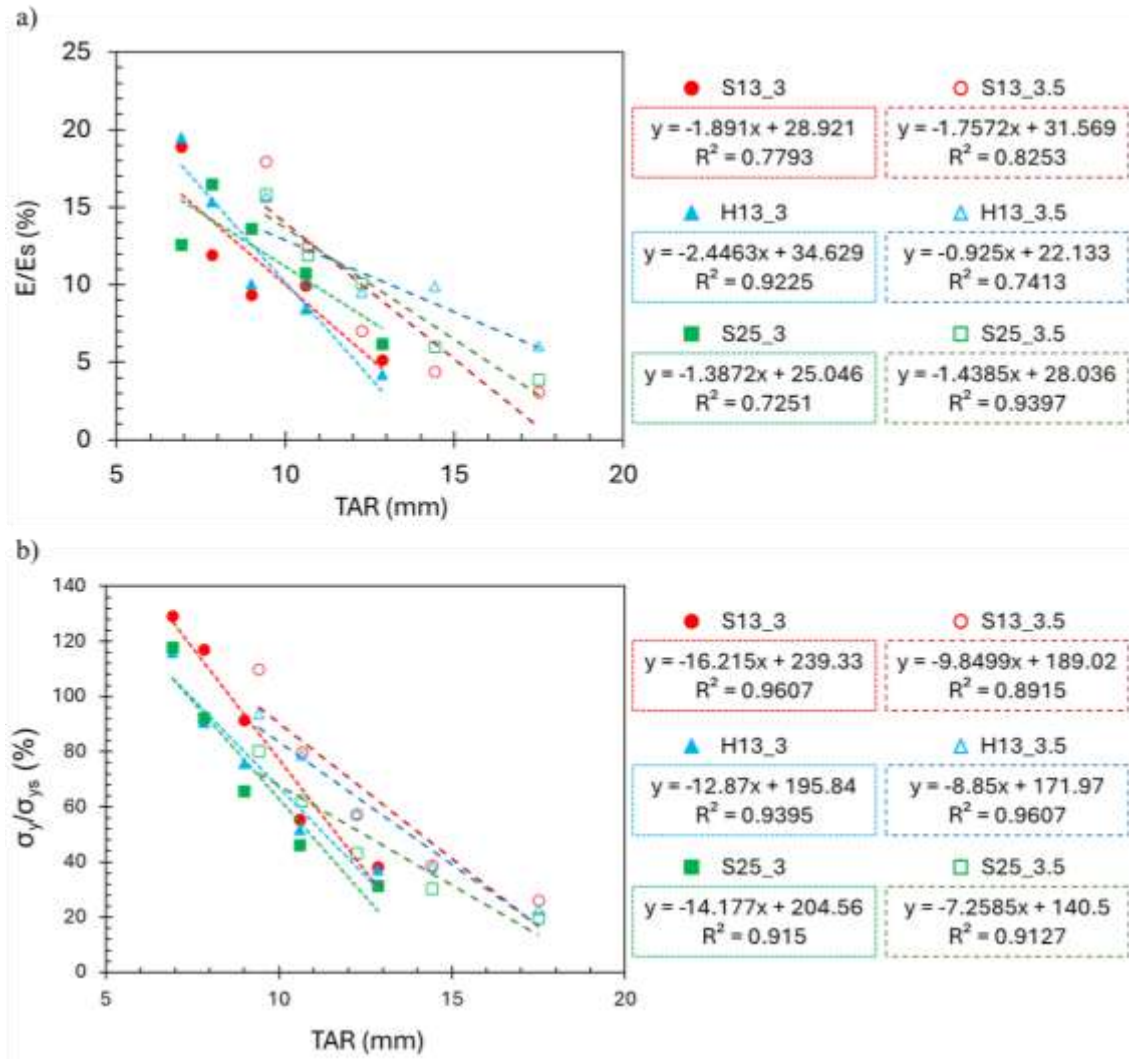 a)
25
20
15
10
5
0
E/Es (%)
5 10 15 20
TAR (mm)
S13_3 S13_3.5
y = -1.891x + 28.921 y = -1.7572x + 31.569
R² = 0.7793 R² = 0.8253
H13_3 H13_3.5
y = -2.4463x + 34.629 y = -0.925x + 22.133
R² = 0.9225 R² = 0.7413
S25_3 S25_3.5
y = -1.3872x + 25.046 y = -1.4385x + 28.036
R² = 0.7251 R² = 0.9397
b)
140
120
100
80
60
40
20
0
σy/σys (%)
5 10 15 20
TAR (mm)
S13_3 S13_3.5
y = -16.215x + 239.33 y = -9.8499x + 189.02
R² = 0.9607 R² = 0.8915
H13_3 H13_3.5
y = -12.87x + 195.84 y = -8.85x + 171.97
R² = 0.9395 R² = 0.9607
S25_3 S25_3.5
y = -14.177x + 204.56 y = -7.2585x + 140.5
R² = 0.915 R² = 0.9127